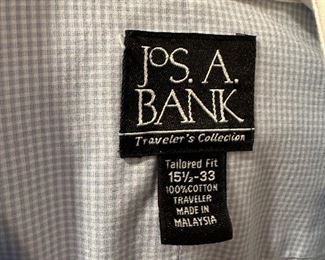 JOS. A.
BANK
Traveler's Collection
Tailored Fit
15½-33
100%COTTON
TRAVELER
MADE IN
MALAYSIA